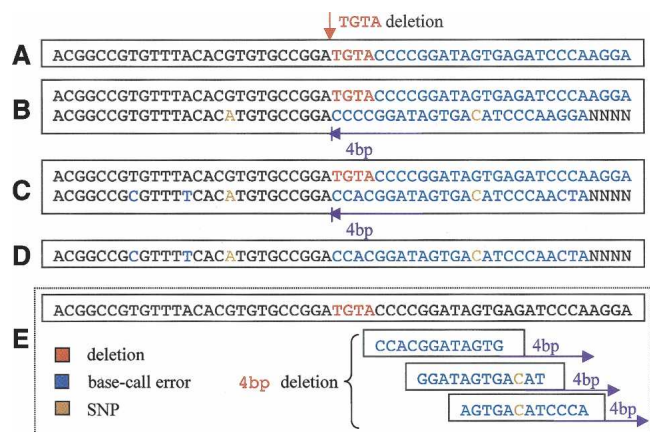 TGTA deletion
A ACGGCCGTGTTTACACGTGTGCCGGATGTACCCCGGATAGTGAGATCCCAAGGA
B ACGGCCGTGTTTACACGTGTGCCGGATGTACCCCGGATAGTGAGATCCCAAGGA
ACGGCCGTGTTTACACATGTGCCGGACCCCGGATAGTGACATCCCAAGGANNNN
4bp
C ACGGCCGTGTTTACACGTGTGCCGGATGTACCCCGGATAGTGAGATCCCAAGGA
ACGGCCGCGTTTTCACATGTGCCGGACCACGGATAGTGACATCCCAACTANNNN
4bp
D ACGGCCGCGTTTTCACATGTGCCGGACCACGGATAGTGACATCCCAACTANNNN
E ACGGCCGTGTTTACACGTGTGCCGGATGTACCCCGGATAGTGAGATCCCAAGGA
CCACGGATAGTG 4bp
deletion
GGATAGTGACAT 4bp
base-call error
4bp deletion
AGTGACATCCCA 4bp
SNP